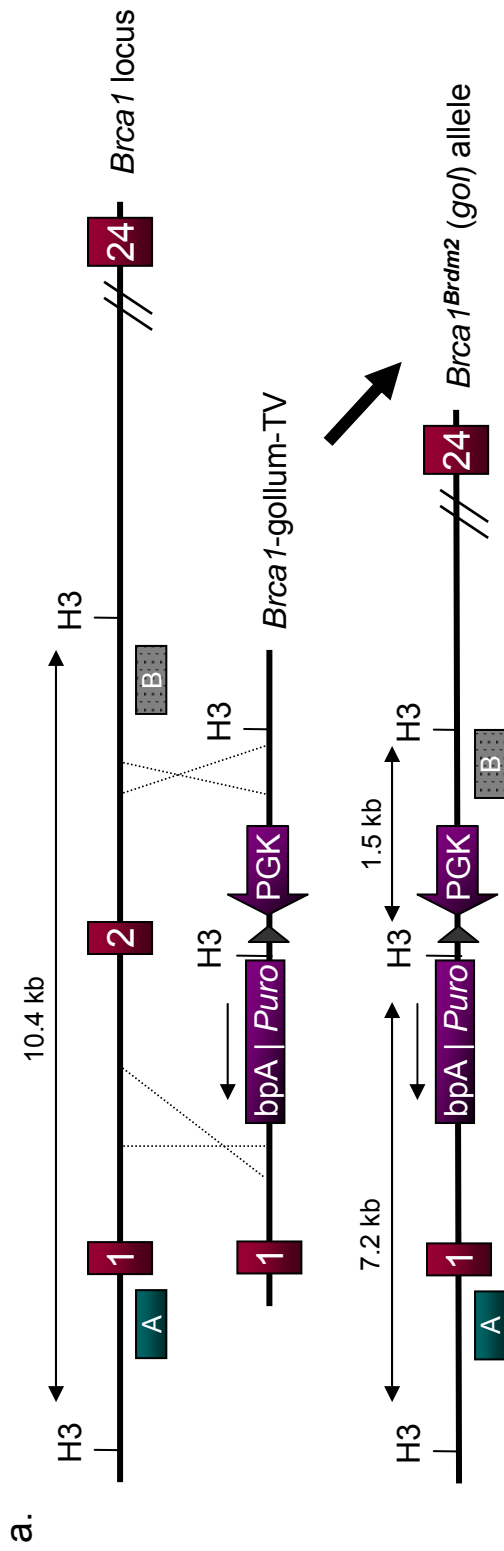 a.
H3
10.4 kb
H3
A
1
2
B
24
Brca1 locus
1
bpA | Puro
H3
PGK
H3
Brca1-gollum-TV
7.2 kb
1.5 kb
H3
A
1
bpA | Puro
H3
PGK
B
H3
24
Brca1Brdm2 (gol) allele